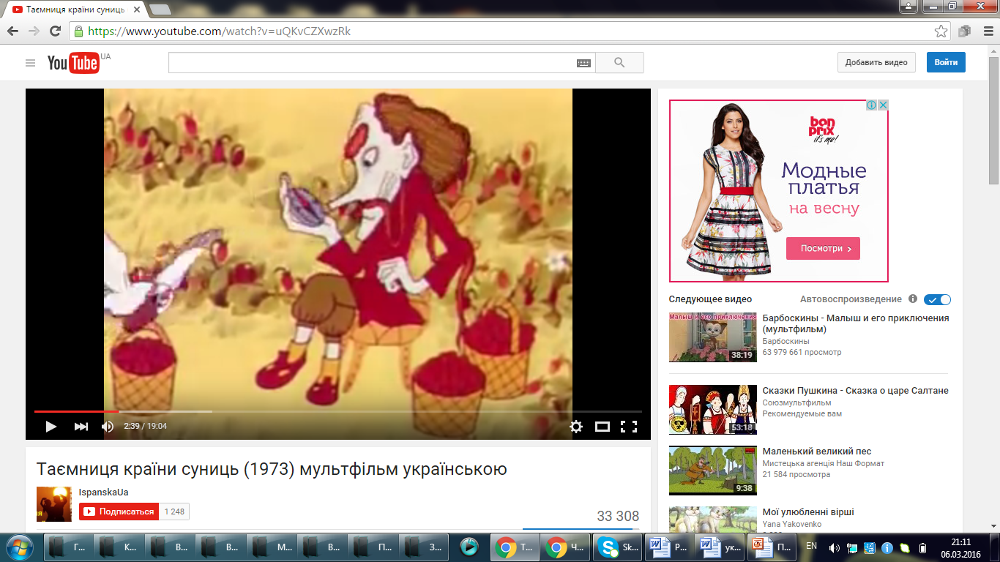 Таємниця країни суниць
https://www.youtube.com/watch?v=uQKvCZXwzRk
YouTube UA
Добавить видео
Войти
bon
prix
it's me!
Модные
платья
на весну
Посмотри
2:39 / 19:04
Следующее видео
Автовоспроизведение
Малыш и его приключения
38:19
Барбоскины - Малыш и его приключения
(мультфильм)
Барбоскины
63 979 661 просмотр
53:18
Сказки Пушкина - Сказка о царе Салтане
Союзмультфильм
Рекомендуемые вам
9:38
Маленький великий пес
Мистецька агенція Наш Формат
21 584 просмотра
Мої улюбленні вірші
Yana Yakovenko
Таємниця країни суниць (1973) мультфільм українською
IspanskaUa
Подписаться
1 248
33 308
Г...
К...
В...
В...
М...
В...
П...
З...
Т...
Ч...
Sk...
Р...
ук...
П...
EN
21:11
06.03.2016